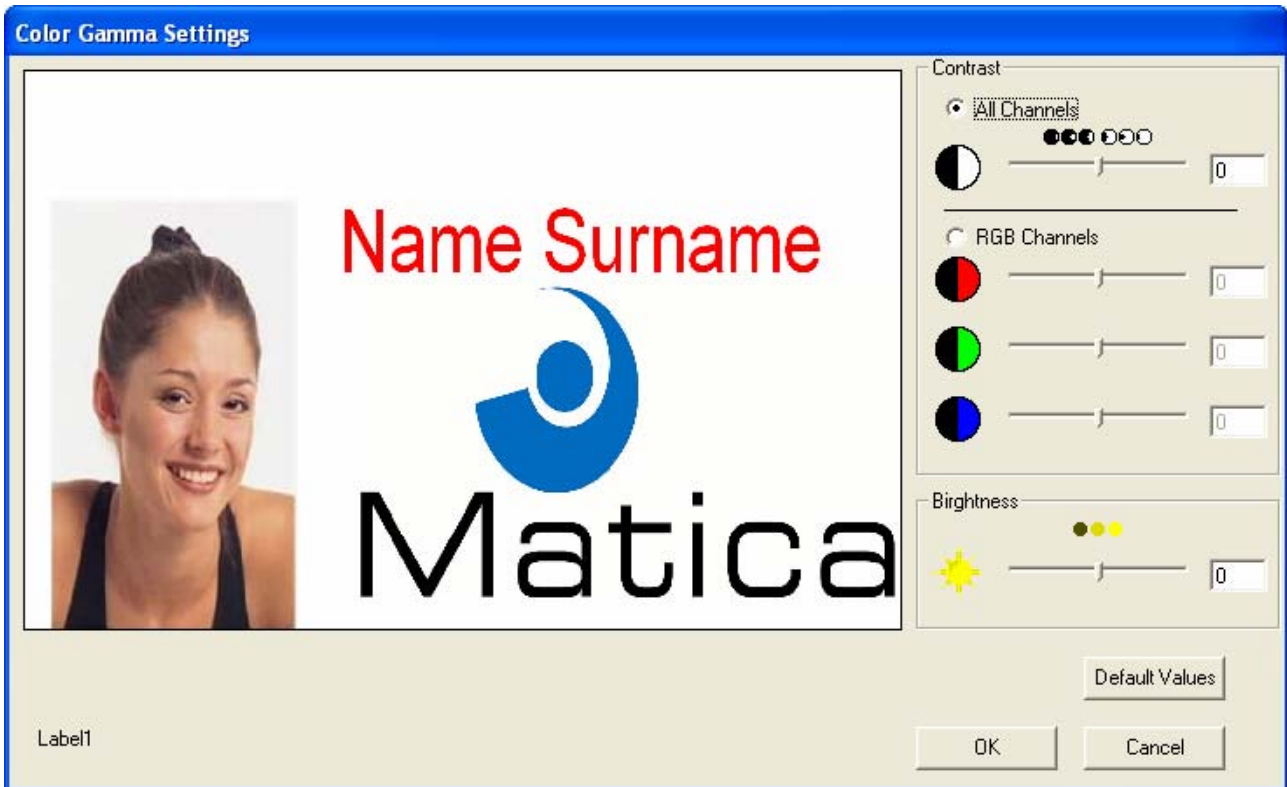 Color Gamma Settings
Contrast
All Channels
0
RGB Channels
0
0
0
Name Surname
Matica
Birghtness
0
Default Values
Label1
OK
Cancel